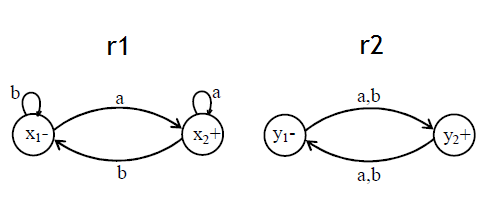 r1 r2
b a a a,b
x₁- x₂+ y₁- y₂+
b a,b